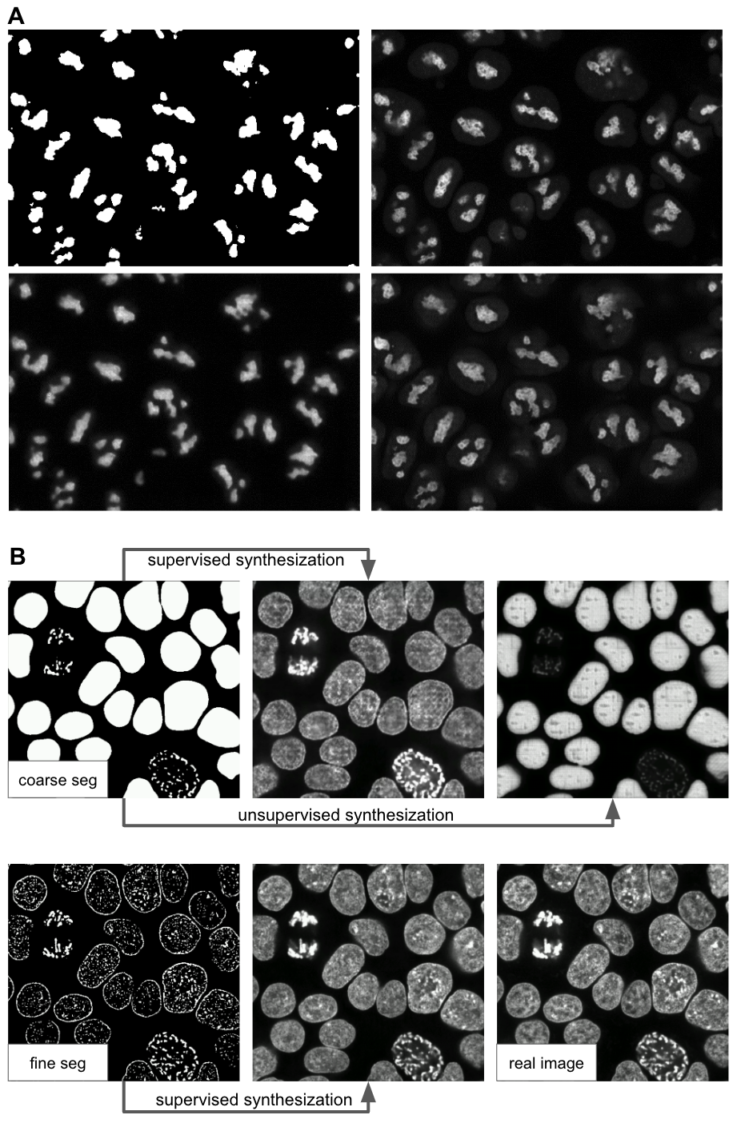 A
B
supervised synthesization
coarse seg
unsupervised synthesization
fine seg
real image
supervised synthesization